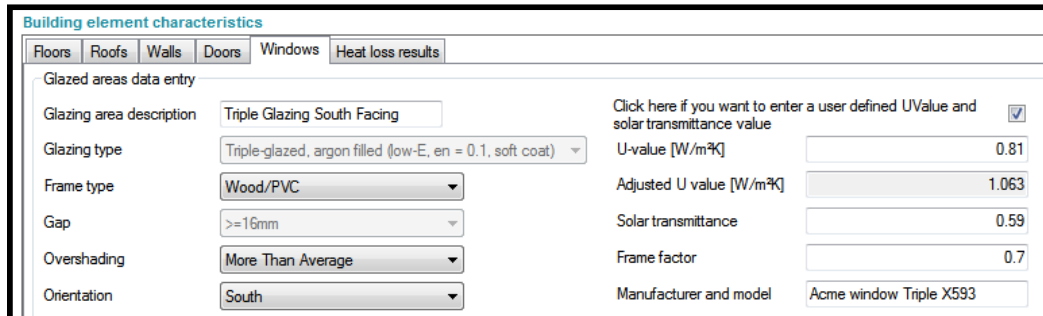 Building element characteristics
Floors Roofs Walls Doors Windows Heat loss results
Glazed areas data entry
Glazing area description Triple Glazing South Facing
Click here if you want to enter a user defined UValue and
solar transmittance value
Glazing type Triple-glazed, argon filled (low-E, en = 0.1, soft coat)
U-value [W/m²K] 0.81
Frame type Wood/PVC
Adjusted U value [W/m²K] 1.063
Gap >=16mm
Solar transmittance 0.59
Overshading More Than Average
Frame factor 0.7
Orientation South
Manufacturer and model Acme window Triple X593